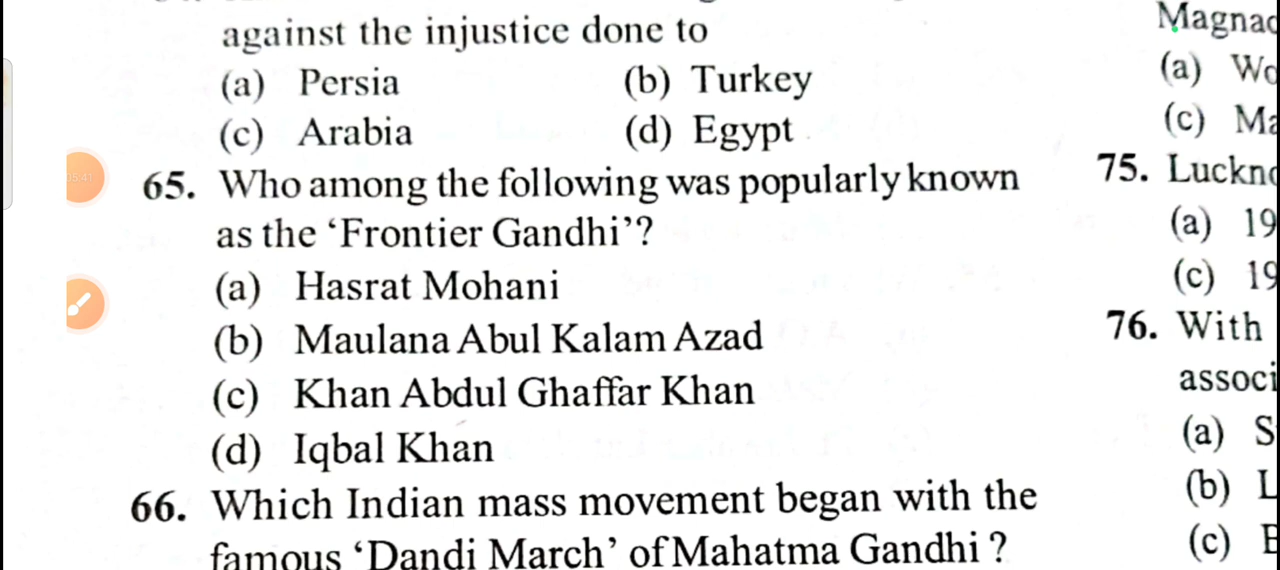 against the injustice done to
(a) Persia (b) Turkey
(c) Arabia (d) Egypt
65. Who among the following was popularly known
as the ‘Frontier Gandhi’?
(a) Hasrat Mohani
(b) Maulana Abul Kalam Azad
(c) Khan Abdul Ghaffar Khan
(d) Iqbal Khan
66. Which Indian mass movement began with the
famous ‘Dandi March’ of Mahatma Gandhi ?
05:41
Magnac
(a) Wo
(c) Ma
75. Luckno
(a) 19
(c) 19
76. With
associ
(a) S
(b) L
(c) E